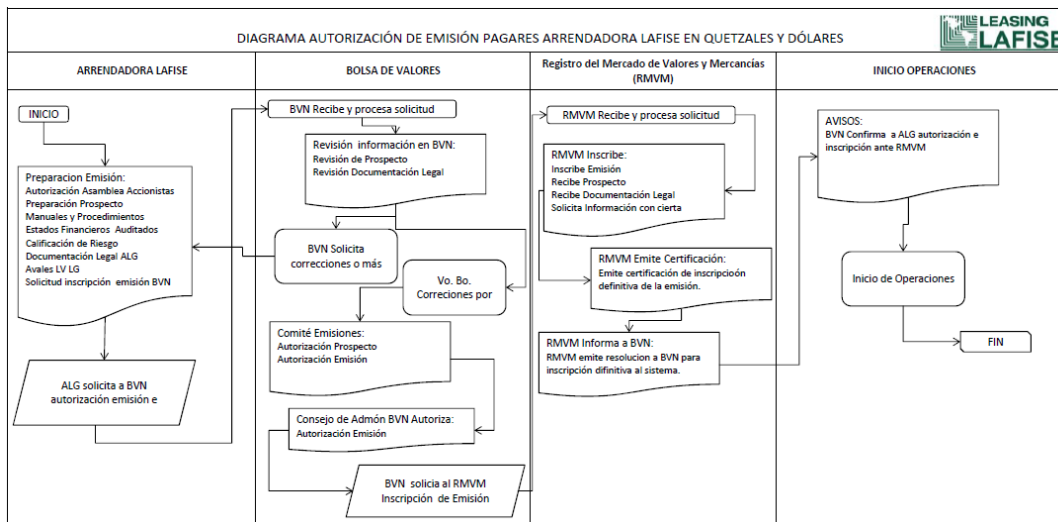 DIAGRAMA AUTORIZACIÓN DE EMISIÓN PAGARES ARRENDADORA LAFISE EN QUETZALES Y DÓLARES
LEASING
LAFISE
ARRENDADORA LAFISE
BOLSA DE VALORES
Registro del Mercado de Valores y Mercancías
(RMVM)
INICIO OPERACIONES
INICIO
Preparacion Emisión:
Autorización Asamblea Accionistas
Preparación Prospecto
Manuales y Procedimientos
Estados Financieros Auditados
Calificación de Riesgo
Documentación Legal ALG
Avales LV LG
Solicitud inscripción emisión BVN
ALG solicita a BVN
autorización emisión e
BVN Recibe y procesa solicitud
Revisión información en BVN:
Revisión de Prospecto
Revisión Documentación Legal
BVN Solicita
correcciones o más
Vo. Bo.
Correciones por
Comité Emisiones:
Autorización Prospecto
Autorización Emisión
Consejo de Admón BVN Autoriza:
Autorización Emisión
BVN solicia al RMVM
Inscripción de Emisión
RMVM Recibe y procesa solicitud
RMVM Inscribe:
Inscribe Emisión
Recibe Prospecto
Recibe Documentación Legal
Solicita Información con cierta
RMVM Emite Certificación:
Emite certificación de inscripcioón
definitiva de la emisión.
RMVM Informa a BVN:
RMVM emite resolucion a BVN para
inscripción difinitiva al sistema.
AVISOS:
BVN Confirma a ALG autorización e
inscripción ante RMVM
Inicio de Operaciones
FIN